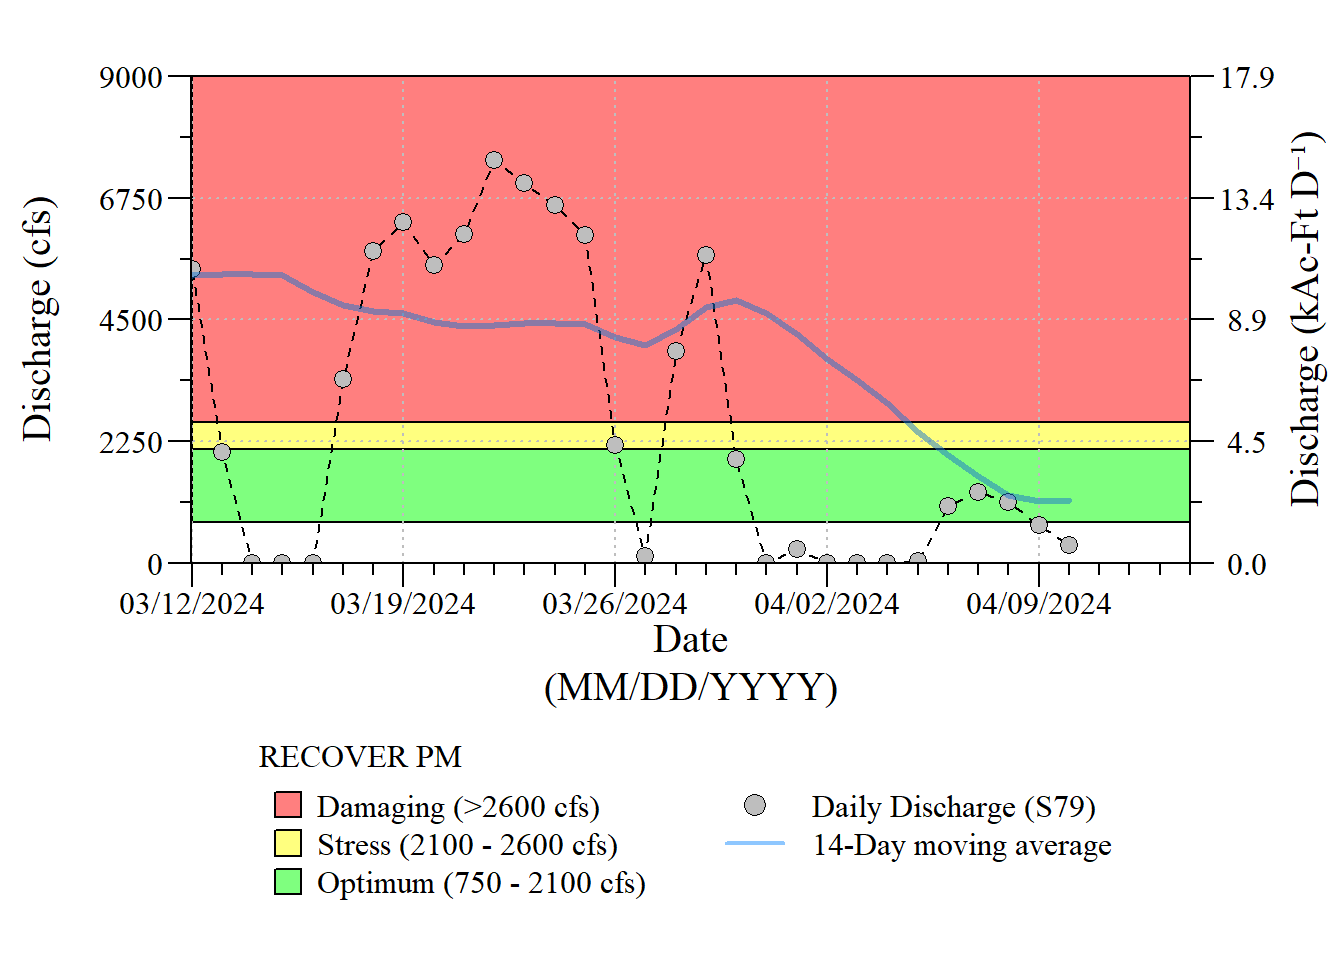 9000
6750
4500
2250
0
Discharge (cfs)
17.9
13.4
8.9
4.5
0.0
Discharge (kAc-Ft D⁻¹)
03/12/2024 03/19/2024 03/26/2024 04/02/2024 04/09/2024
Date
(MM/DD/YYYY)
RECOVER PM
Damaging (>2600 cfs)
Stress (2100 - 2600 cfs)
Optimum (750 - 2100 cfs)
Daily Discharge (S79)
14-Day moving average